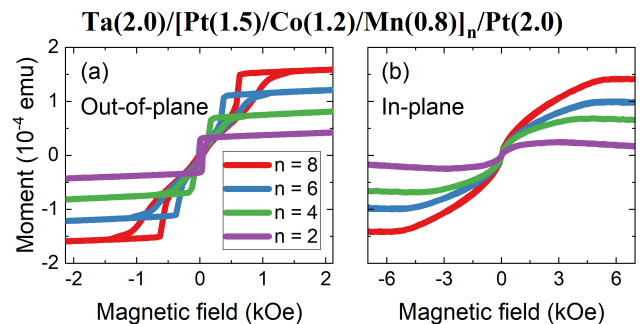 Ta(2.0)/[Pt(1.5)/Co(1.2)/Mn(0.8)]ₙ/Pt(2.0)
(a)
Out-of-plane
(b)
In-plane
Moment (10⁻⁴ emu)
2
1
0
-1
-2
n = 8
n = 6
n = 4
n = 2
-2 -1 0 1 2
-6 -3 0 3 6
Magnetic field (kOe)
Magnetic field (kOe)